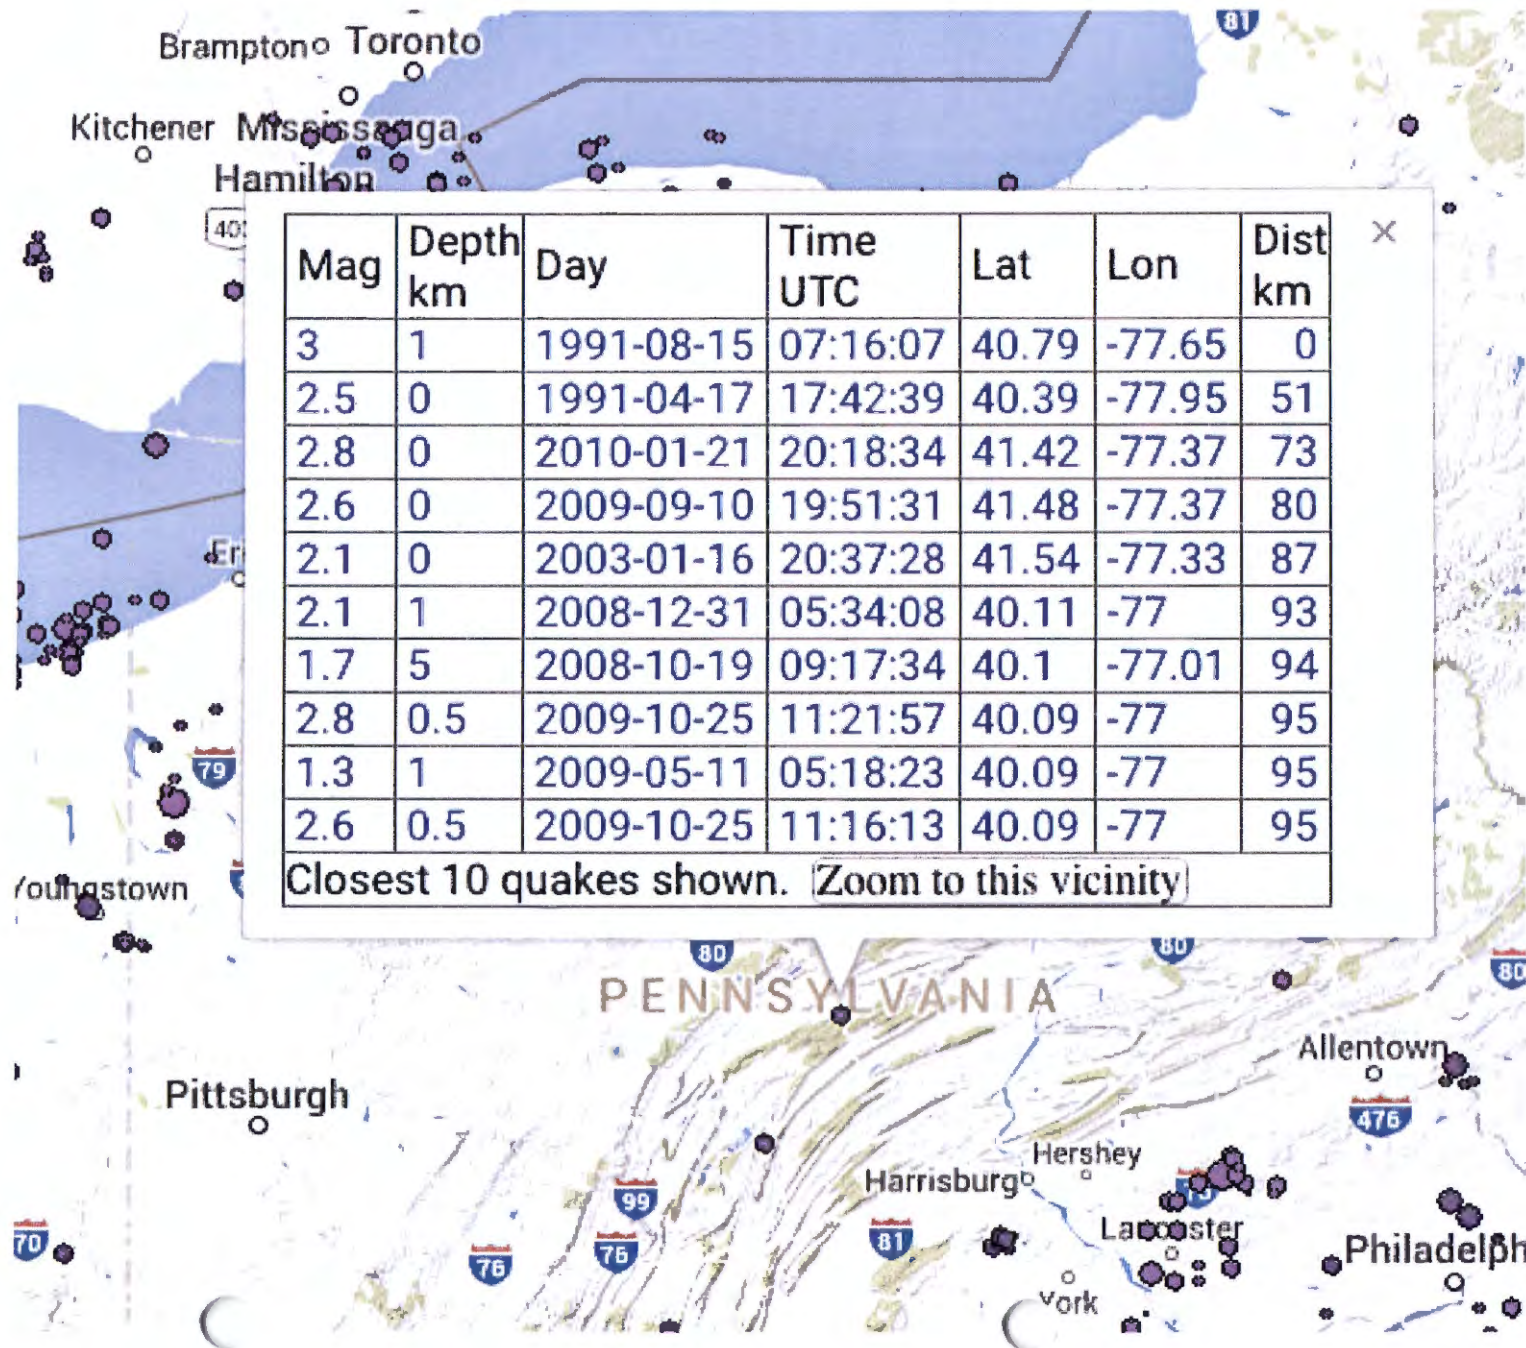 81
Brampton Toronto
Kitchener Mississauga
Hamilton
Mag Depth km Day Time UTC Lat Lon Dist km ×
3 1 1991-08-15 07:16:07 40.79 -77.65 0
2.5 0 1991-04-17 17:42:39 40.39 -77.95 51
2.8 0 2010-01-21 20:18:34 41.42 -77.37 73
2.6 0 2009-09-10 19:51:31 41.48 -77.37 80
2.1 0 2003-01-16 20:37:28 41.54 -77.33 87
2.1 1 2008-12-31 05:34:08 40.11 -77 93
1.7 5 2008-10-19 09:17:34 40.1 -77.01 94
2.8 0.5 2009-10-25 11:21:57 40.09 -77 95
1.3 1 2009-05-11 05:18:23 40.09 -77 95
2.6 0.5 2009-10-25 11:16:13 40.09 -77 95
Closest 10 quakes shown. Zoom to this vicinity
40
Eri
79
Youngstown
80 80 80
PENNSYLVANIA
Allentown
Pittsburgh
476
Hershey
Harrisburg
99
Lancaster
70 76 76 81
Philadelph
York